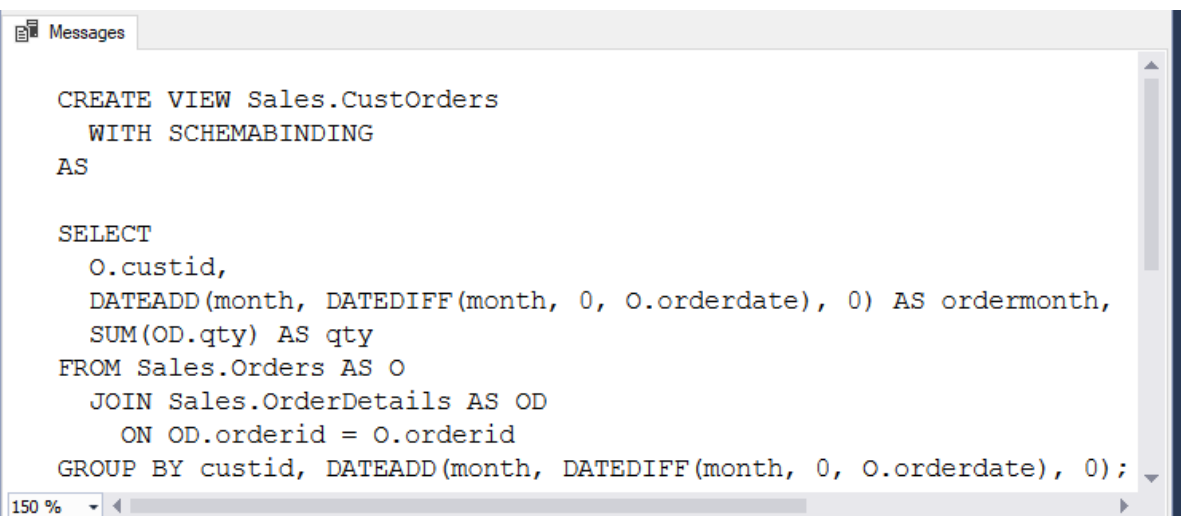 Messages
CREATE VIEW Sales.CustOrders
WITH SCHEMABINDING
AS
SELECT
O.custid,
DATEADD(month, DATEDIFF(month, 0, O.orderdate), 0) AS ordermonth,
SUM(OD.qty) AS qty
FROM Sales.Orders AS O
JOIN Sales.OrderDetails AS OD
ON OD.orderid = O.orderid
GROUP BY custid, DATEADD(month, DATEDIFF(month, 0, O.orderdate), 0);
150 %